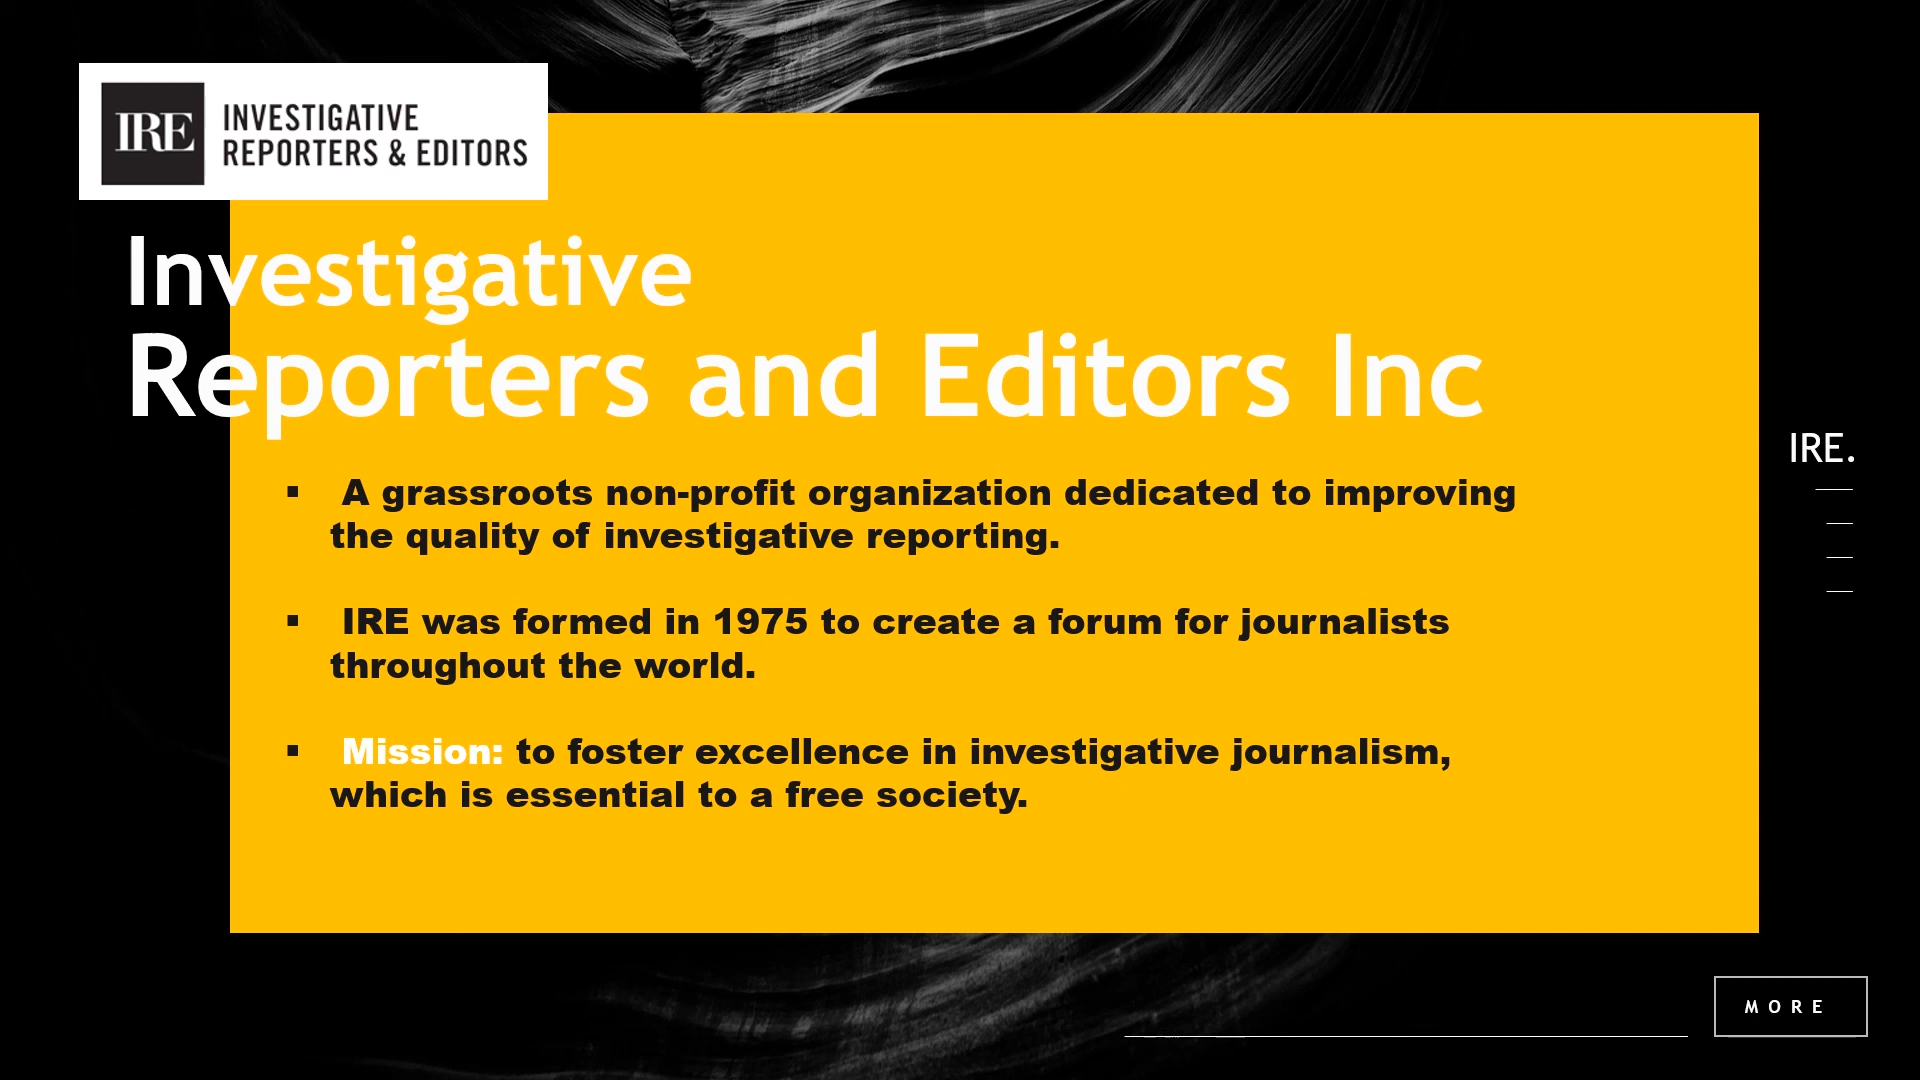 IRE
INVESTIGATIVE
REPORTERS & EDITORS
Investigative
Reporters and Editors Inc
▪ A grassroots non-profit organization dedicated to improving
the quality of investigative reporting.
▪ IRE was formed in 1975 to create a forum for journalists
throughout the world.
▪ Mission: to foster excellence in investigative journalism,
which is essential to a free society.
IRE.
MORE